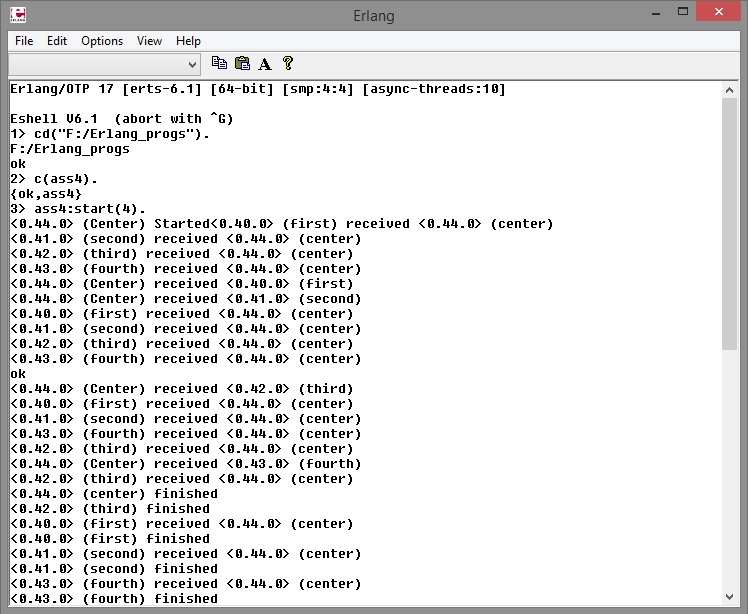 Erlang
File Edit Options View Help
Erlang/OTP 17 [erts-6.1] [64-bit] [smp:4:4] [async-threads:10]
Eshell V6.1  (abort with ^G)
1> cd("F:/Erlang_progs").
F:/Erlang_progs
ok
2> c(ass4).
{ok,ass4}
3> ass4:start(4).
<0.44.0> (Center) Started<0.40.0> (first) received <0.44.0> (center)
<0.41.0> (second) received <0.44.0> (center)
<0.42.0> (third) received <0.44.0> (center)
<0.43.0> (fourth) received <0.44.0> (center)
<0.44.0> (Center) received <0.40.0> (first)
<0.44.0> (Center) received <0.41.0> (second)
<0.40.0> (first) received <0.44.0> (center)
<0.41.0> (second) received <0.44.0> (center)
<0.42.0> (third) received <0.44.0> (center)
<0.43.0> (fourth) received <0.44.0> (center)
ok
<0.44.0> (Center) received <0.42.0> (third)
<0.40.0> (first) received <0.44.0> (center)
<0.41.0> (second) received <0.44.0> (center)
<0.43.0> (fourth) received <0.44.0> (center)
<0.42.0> (third) received <0.44.0> (center)
<0.44.0> (Center) received <0.43.0> (fourth)
<0.42.0> (third) received <0.44.0> (center)
<0.44.0> (center) finished
<0.42.0> (third) finished
<0.40.0> (first) received <0.44.0> (center)
<0.40.0> (first) finished
<0.41.0> (second) received <0.44.0> (center)
<0.41.0> (second) finished
<0.43.0> (fourth) received <0.44.0> (center)
<0.43.0> (fourth) finished